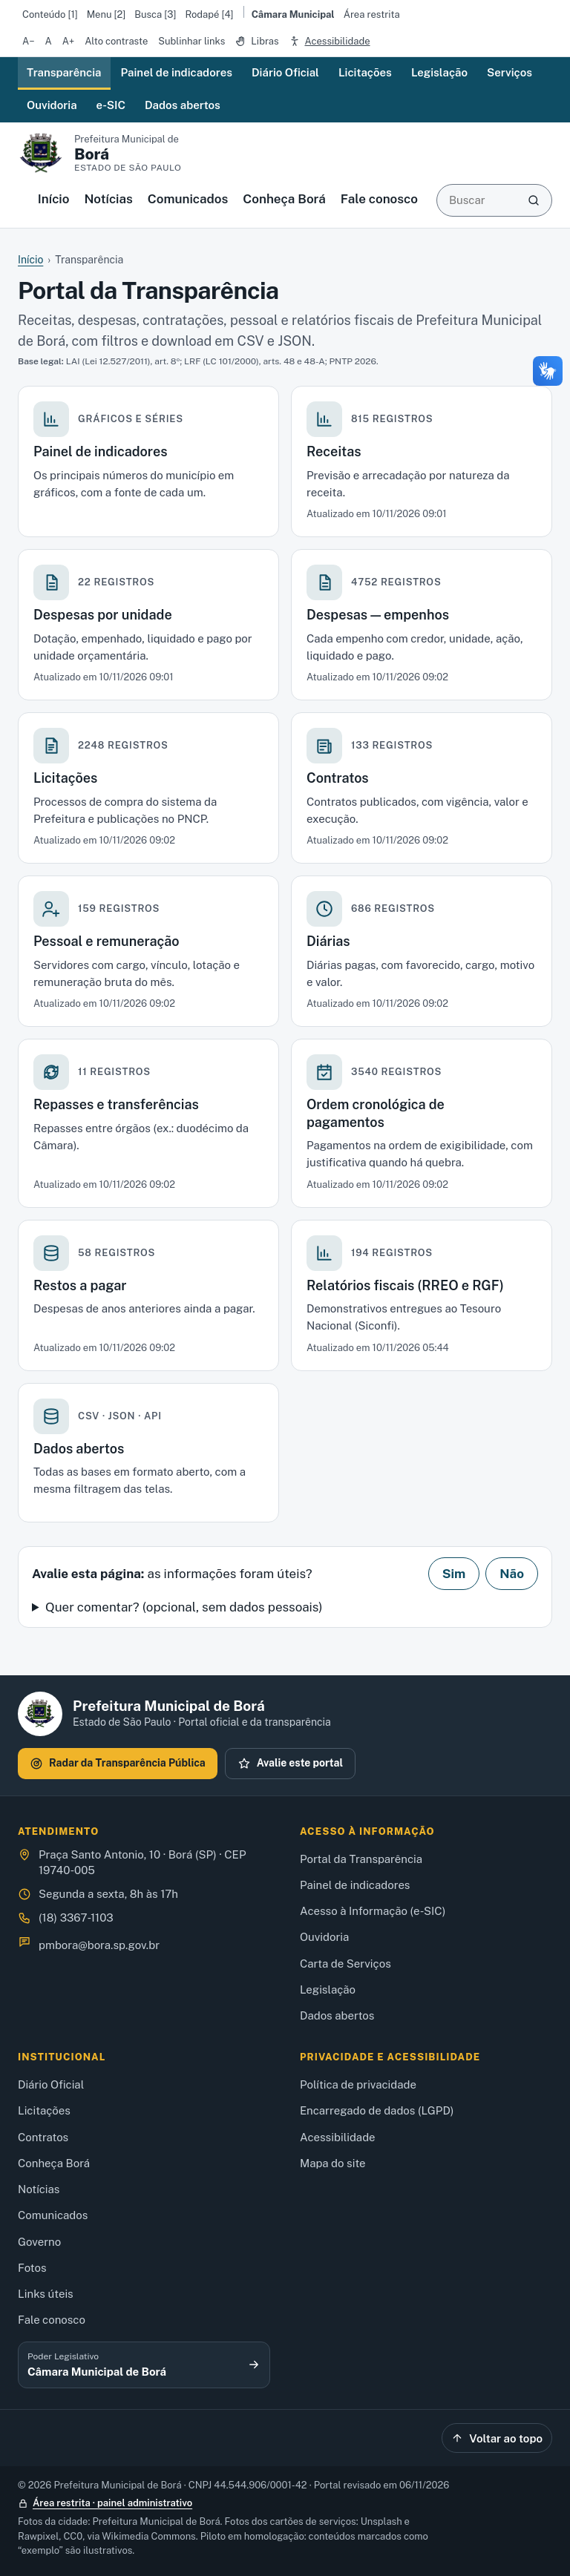 Conteúdo [1] Menu [2] Busca [3] Rodapé [4] Câmara Municipal Área restrita
A− A A+ Alto contraste Sublinhar links Libras Acessibilidade
Transparência Painel de indicadores Diário Oficial Licitações Legislação Serviços
Ouvidoria e-SIC Dados abertos
Prefeitura Municipal de
Borá
ESTADO DE SÃO PAULO
Início Notícias Comunicados Conheça Borá Fale conosco Buscar
Início › Transparência
Portal da Transparência
Receitas, despesas, contratações, pessoal e relatórios fiscais de Prefeitura Municipal
de Borá, com filtros e download em CSV e JSON.
Base legal: LAI (Lei 12.527/2011), art. 8º; LRF (LC 101/2000), arts. 48 e 48-A; PNTP 2026.
GRÁFICOS E SÉRIES
Painel de indicadores
Os principais números do município em
gráficos, com a fonte de cada um.
815 REGISTROS
Receitas
Previsão e arrecadação por natureza da
receita.
Atualizado em 10/11/2026 09:01
22 REGISTROS
Despesas por unidade
Dotação, empenhado, liquidado e pago por
unidade orçamentária.
Atualizado em 10/11/2026 09:01
4752 REGISTROS
Despesas — empenhos
Cada empenho com credor, unidade, ação,
liquidado e pago.
Atualizado em 10/11/2026 09:02
2248 REGISTROS
Licitações
Processos de compra do sistema da
Prefeitura e publicações no PNCP.
Atualizado em 10/11/2026 09:02
133 REGISTROS
Contratos
Contratos publicados, com vigência, valor e
execução.
Atualizado em 10/11/2026 09:02
159 REGISTROS
Pessoal e remuneração
Servidores com cargo, vínculo, lotação e
remuneração bruta do mês.
Atualizado em 10/11/2026 09:02
686 REGISTROS
Diárias
Diárias pagas, com favorecido, cargo, motivo
e valor.
Atualizado em 10/11/2026 09:02
11 REGISTROS
Repasses e transferências
Repasses entre órgãos (ex.: duodécimo da
Câmara).
Atualizado em 10/11/2026 09:02
3540 REGISTROS
Ordem cronológica de
pagamentos
Pagamentos na ordem de exigibilidade, com
justificativa quando há quebra.
Atualizado em 10/11/2026 09:02
58 REGISTROS
Restos a pagar
Despesas de anos anteriores ainda a pagar.
Atualizado em 10/11/2026 09:02
194 REGISTROS
Relatórios fiscais (RREO e RGF)
Demonstrativos entregues ao Tesouro
Nacional (Siconfi).
Atualizado em 10/11/2026 05:44
CSV · JSON · API
Dados abertos
Todas as bases em formato aberto, com a
mesma filtragem das telas.
Avalie esta página: as informações foram úteis? Sim Não
Quer comentar? (opcional, sem dados pessoais)
Prefeitura Municipal de Borá
Estado de São Paulo · Portal oficial e da transparência
Radar da Transparência Pública Avalie este portal
ATENDIMENTO
Praça Santo Antonio, 10 · Borá (SP) · CEP
19740-005
Segunda a sexta, 8h às 17h
(18) 3367-1103
pmbora@bora.sp.gov.br
ACESSO À INFORMAÇÃO
Portal da Transparência
Painel de indicadores
Acesso à Informação (e-SIC)
Ouvidoria
Carta de Serviços
Legislação
Dados abertos
INSTITUCIONAL
Diário Oficial
Licitações
Contratos
Conheça Borá
Notícias
Comunicados
Governo
Fotos
Links úteis
Fale conosco
Poder Legislativo
Câmara Municipal de Borá
PRIVACIDADE E ACESSIBILIDADE
Política de privacidade
Encarregado de dados (LGPD)
Acessibilidade
Mapa do site
Voltar ao topo
© 2026 Prefeitura Municipal de Borá · CNPJ 44.544.906/0001-42 · Portal revisado em 06/11/2026
Área restrita · painel administrativo
Fotos da cidade: Prefeitura Municipal de Borá. Fotos dos cartões de serviços: Unsplash e
Rawpixel, CC0, via Wikimedia Commons. Piloto em homologação: conteúdos marcados como
“exemplo” são ilustrativos.